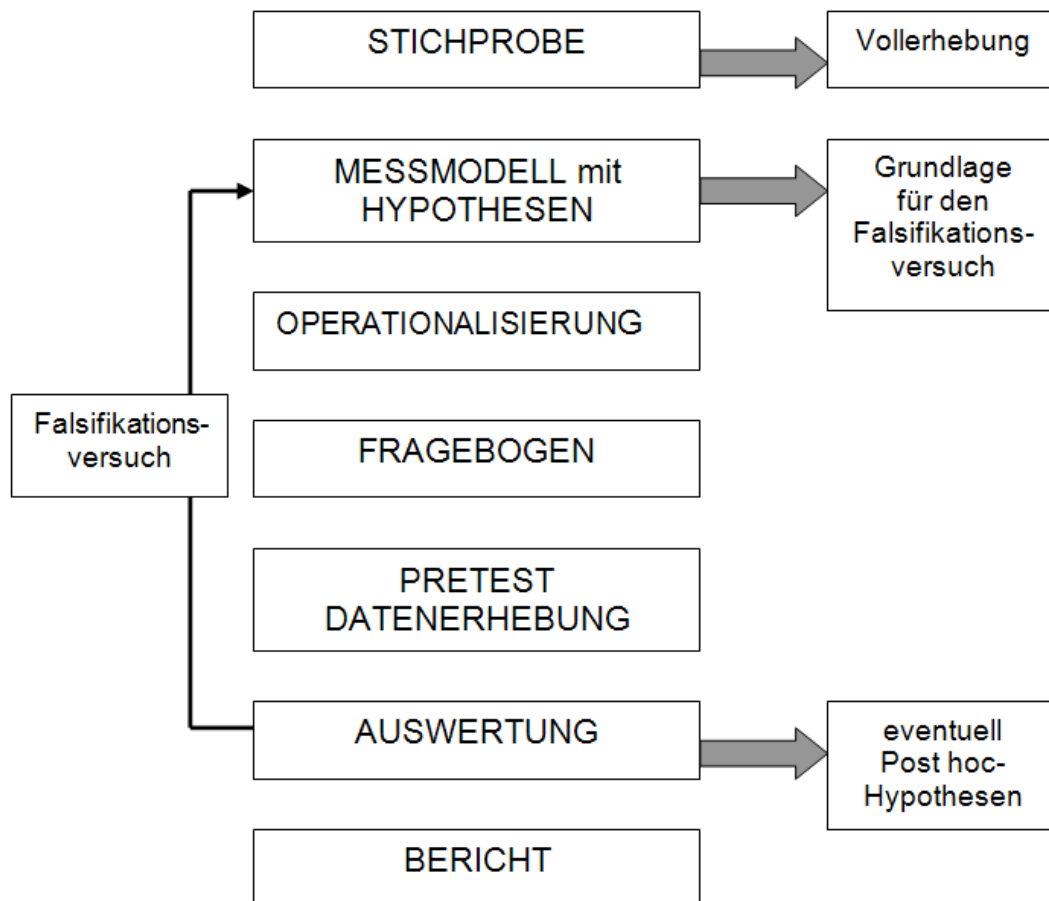 STICHPROBE
Vollerhebung
MESSMODELL mit
HYPOTHESEN
Grundlage
für den
Falsifikations-
versuch
OPERATIONALISIERUNG
Falsifikations-
versuch
FRAGEBOGEN
PRETEST
DATENERHEBUNG
AUSWERTUNG
eventuell
Post hoc-
Hypothesen
BERICHT